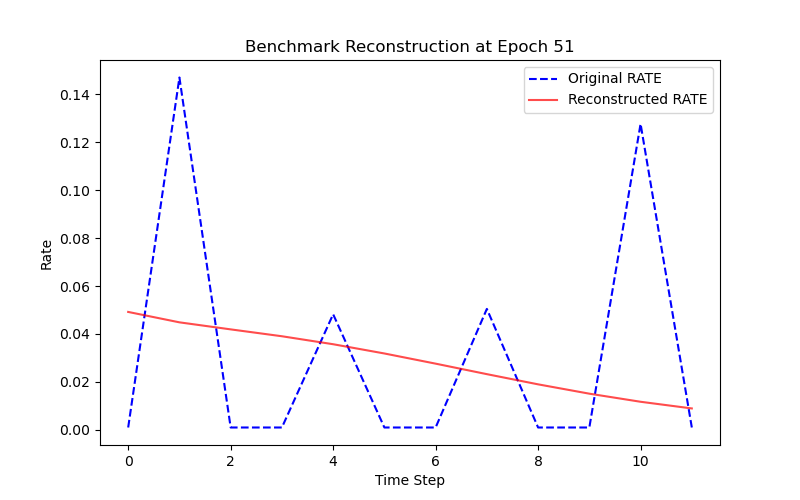 Benchmark Reconstruction at Epoch 51
Original RATE
Reconstructed RATE
0.14
0.12
0.10
0.08
0.06
0.04
0.02
0.00
Rate
0 2 4 6 8 10
Time Step